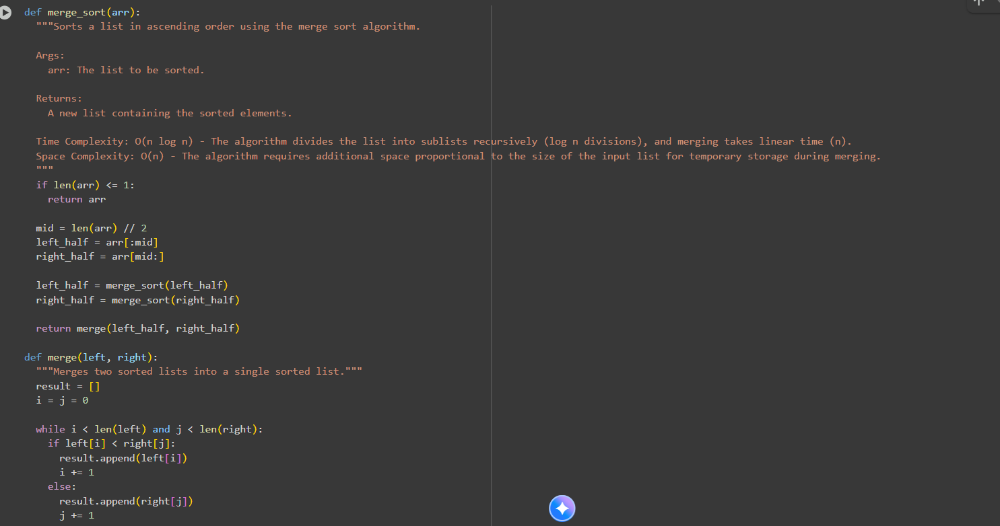 def merge_sort(arr):
  """Sorts a list in ascending order using the merge sort algorithm.

  Args:
    arr: The list to be sorted.

  Returns:
    A new list containing the sorted elements.

  Time Complexity: O(n log n) - The algorithm divides the list into sublists recursively (log n divisions), and merging takes linear time (n).
  Space Complexity: O(n) - The algorithm requires additional space proportional to the size of the input list for temporary storage during merging.
  """
  if len(arr) <= 1:
    return arr

  mid = len(arr) // 2
  left_half = arr[:mid]
  right_half = arr[mid:]

  left_half = merge_sort(left_half)
  right_half = merge_sort(right_half)

  return merge(left_half, right_half)

def merge(left, right):
  """Merges two sorted lists into a single sorted list."""
  result = []
  i = j = 0

  while i < len(left) and j < len(right):
    if left[i] < right[j]:
      result.append(left[i])
      i += 1
    else:
      result.append(right[j])
      j += 1